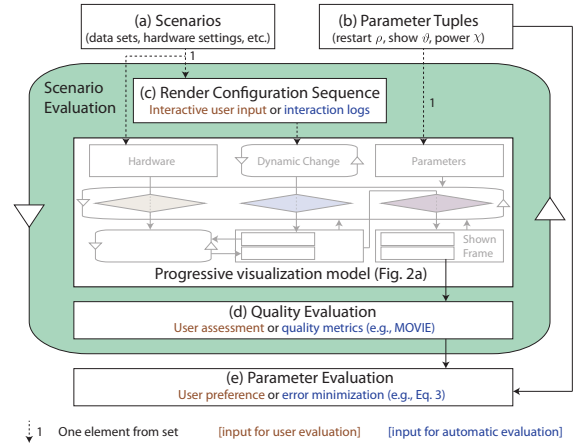 (a) Scenarios
(data sets, hardware settings, etc.)
(b) Parameter Tuples
(restart ρ, show ϑ, power χ)
1
1
Scenario
Evaluation
(c) Render Configuration Sequence
Interactive user input or interaction logs
Hardware
Dynamic Change
Parameters
Shown
Frame
Progressive visualization model (Fig. 2a)
(d) Quality Evaluation
User assessment or quality metrics (e.g., MOVIE)
(e) Parameter Evaluation
User preference or error minimization (e.g., Eq. 3)
1 One element from set [input for user evaluation] [input for automatic evaluation]